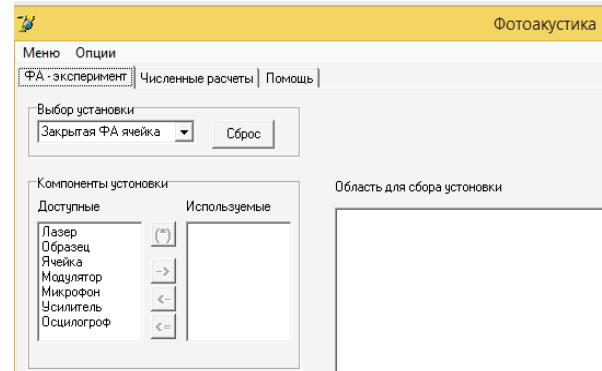 Фотоакустика
Меню Опции
ФА - эксперимент Численные расчеты Помощь
Выбор установки
Закрытая ФА ячейка Сброс
Компоненты устоновки Область для сбора устоновки
Доступные Используемые
Лазер
Образец
Ячейка
Модулятор
Микрофон
Усилитель
Осцилогроф
(*)
->
<-
<=